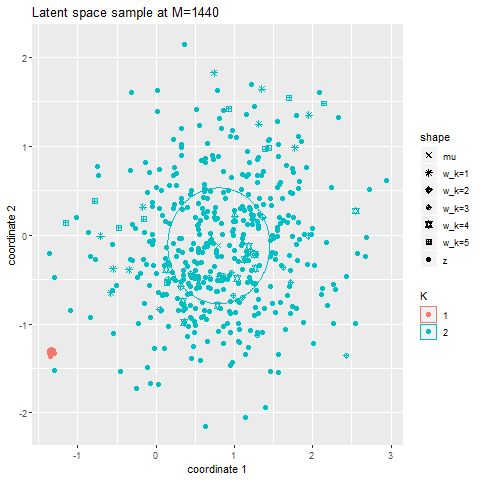 Latent space sample at M=1440
2
1
0
-1
-2
coordinate 2
-1
0
1
2
3
coordinate 1
shape
mu
w_k=1
w_k=2
w_k=3
w_k=4
w_k=5
z
K
1
2